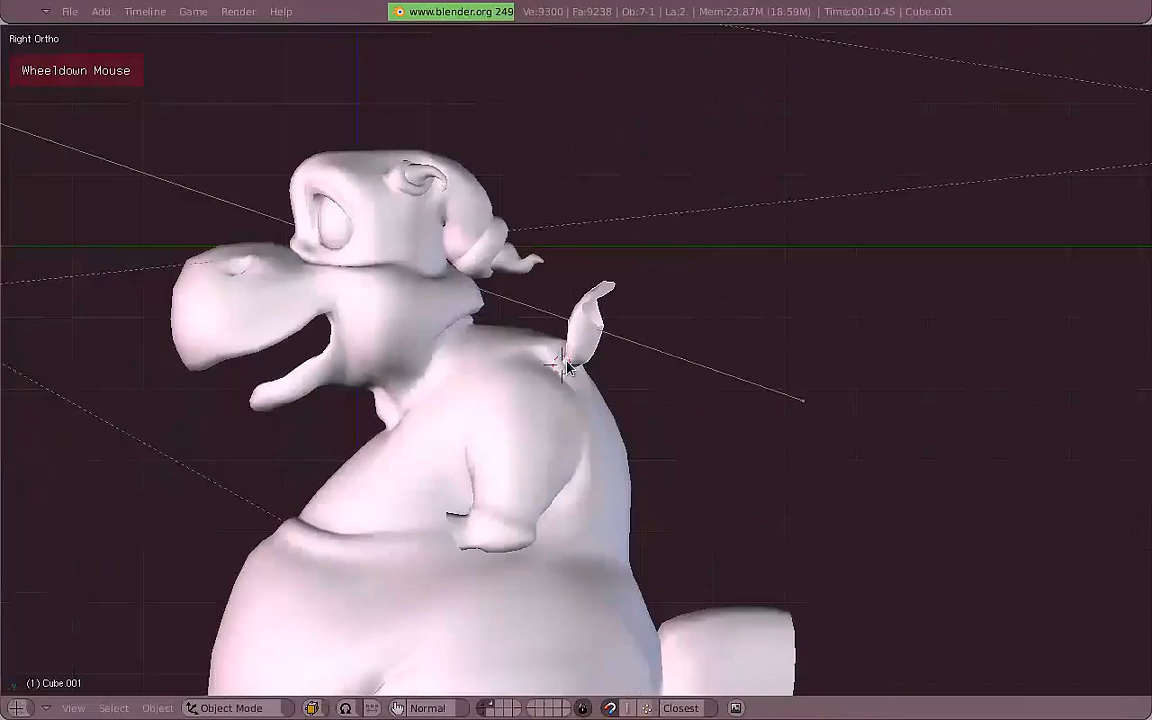 File Add Timeline Game Render Help www.blender.org 249 Ve:9300 | Fa:9238 | Ob:7-1 | La:2 | Mem:23.87M (18.59M) | Time:00:10.45 | Cube.001
Right Ortho
Wheeldown Mouse
(1) Cube.001
View Select Object Object Mode Normal Closest